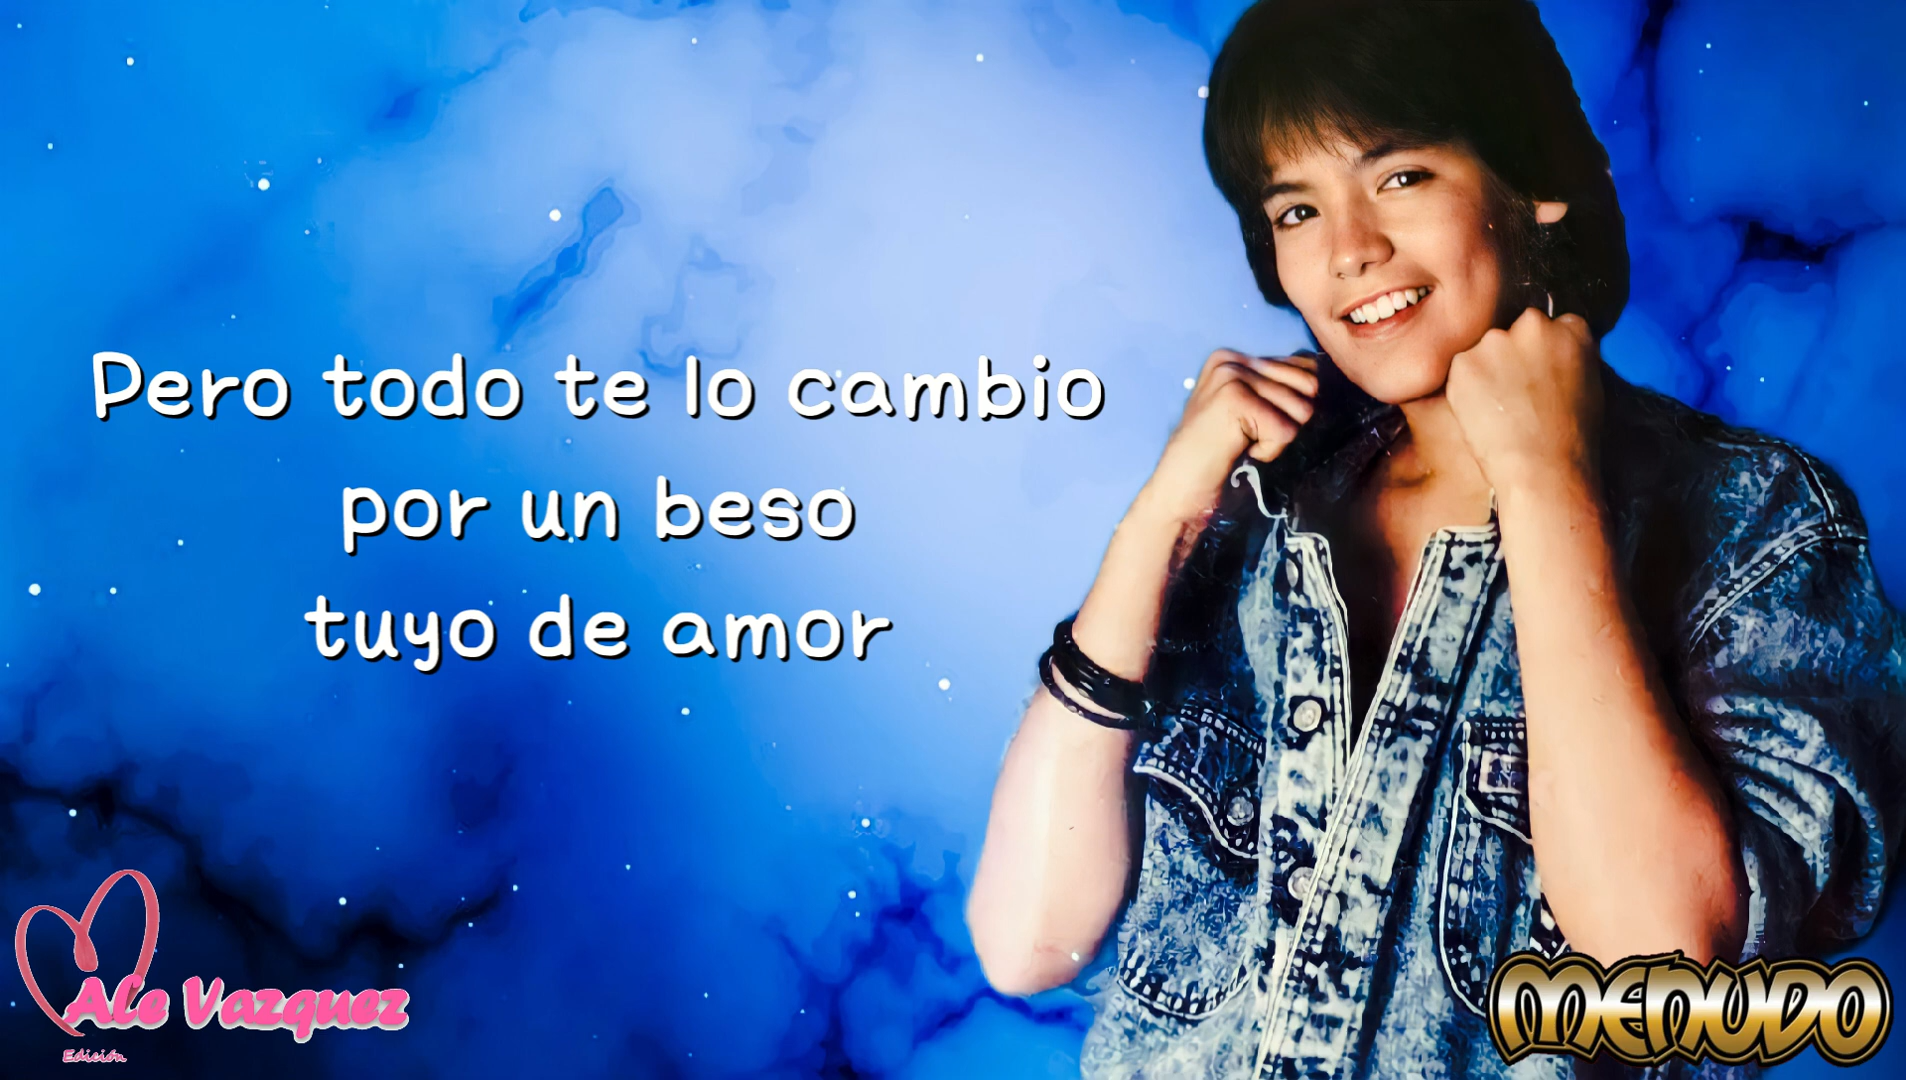 Pero todo te lo cambio
por un beso
tuyo de amor
Ale Vazquez
Edición
MENUDO